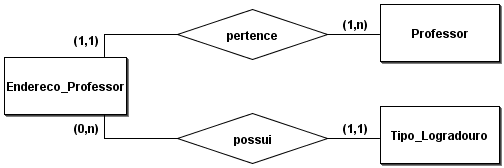 (1,1)
pertence
(1,n)
Professor
Endereco_Professor
(0,n)
possui
(1,1)
Tipo_Logradouro